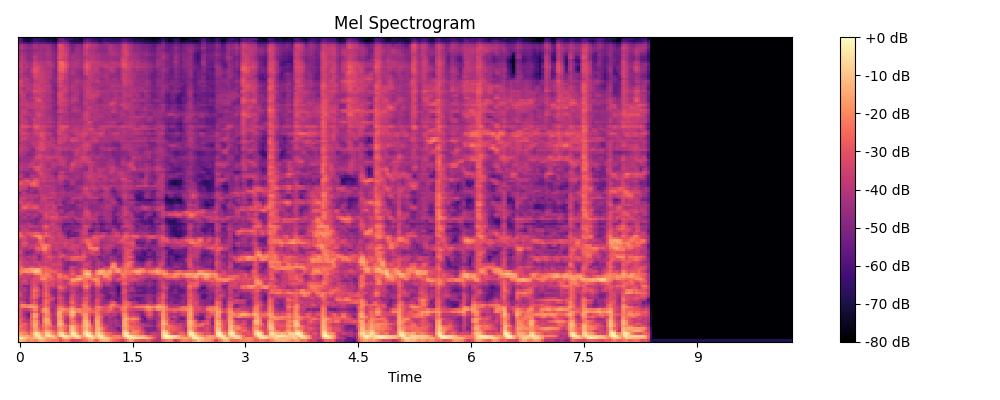 Mel Spectrogram
+0 dB
-10 dB
-20 dB
-30 dB
-40 dB
-50 dB
-60 dB
-70 dB
-80 dB
0 1.5 3 4.5 6 7.5 9
Time